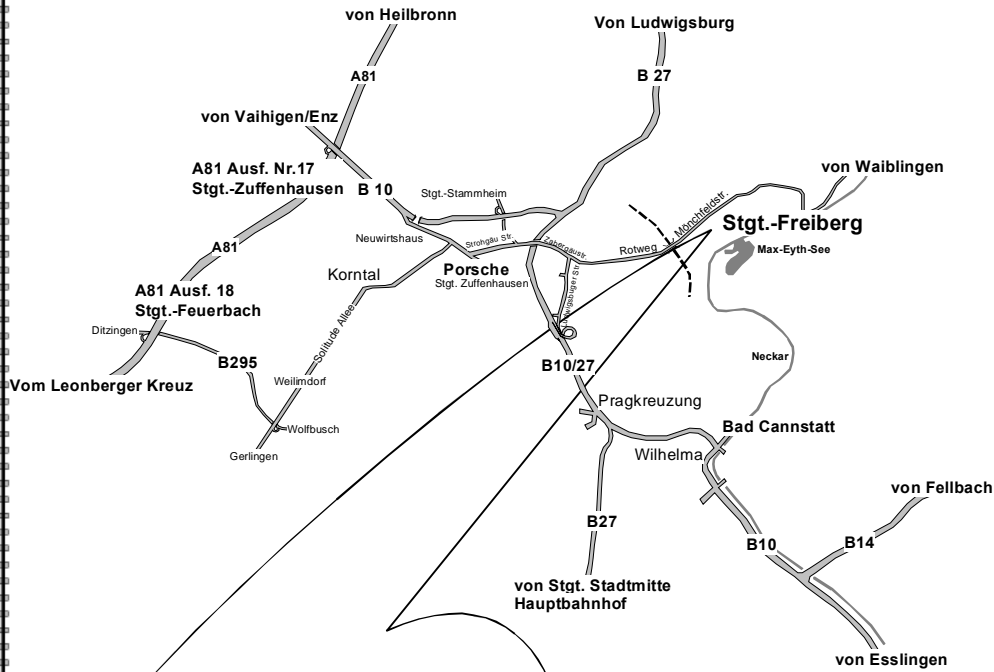 von Heilbronn
Von Ludwigsburg
A81
B 27
von Vaihigen/Enz
A81 Ausf. Nr.17
Stgt.-Zuffenhausen
B 10
Stgt.-Stammheim
von Waiblingen
Mönchfeldstr.
Stgt.-Freiberg
Neuwirtshaus
Strohgäu Str.
Zabergäustr.
Rotweg
Max-Eyth-See
A81
Korntal
Porsche
Stgt. Zuffenhausen
Ludwigsbuger Str.
A81 Ausf. 18
Stgt.-Feuerbach
Ditzingen
Solitude Allee
B295
Neckar
Vom Leonberger Kreuz
Weilimdorf
B10/27
Pragkreuzung
Wolfbusch
Bad Cannstatt
Gerlingen
Wilhelma
von Fellbach
B27
B10
B14
von Stgt. Stadtmitte
Hauptbahnhof
von Esslingen